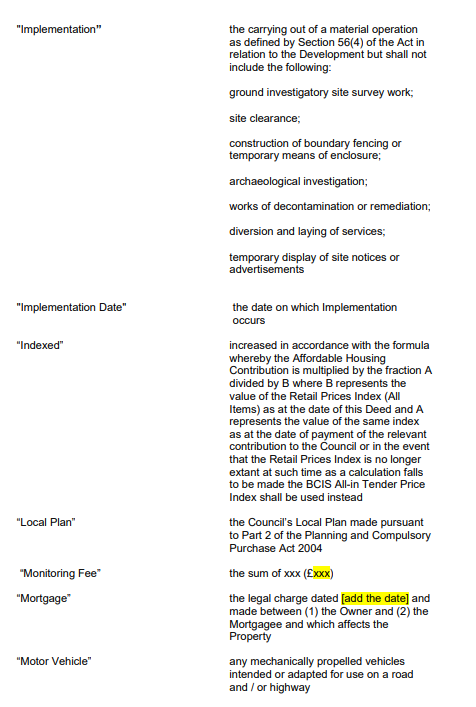 "Implementation" the carrying out of a material operation
as defined by Section 56(4) of the Act in
relation to the Development but shall not
include the following:
ground investigatory site survey work;
site clearance;
construction of boundary fencing or
temporary means of enclosure;
archaeological investigation;
works of decontamination or remediation;
diversion and laying of services;
temporary display of site notices or
advertisements
"Implementation Date" the date on which Implementation
occurs
“Indexed” increased in accordance with the formula
whereby the Affordable Housing
Contribution is multiplied by the fraction A
divided by B where B represents the
value of the Retail Prices Index (All
Items) as at the date of this Deed and A
represents the value of the same index
as at the date of payment of the relevant
contribution to the Council or in the event
that the Retail Prices Index is no longer
extant at such time as a calculation falls
to be made the BCIS All-in Tender Price
Index shall be used instead
“Local Plan” the Council’s Local Plan made pursuant
to Part 2 of the Planning and Compulsory
Purchase Act 2004
“Monitoring Fee” the sum of xxx (£xxx)
“Mortgage” the legal charge dated [add the date] and
made between (1) the Owner and (2) the
Mortgagee and which affects the
Property
“Motor Vehicle” any mechanically propelled vehicles
intended or adapted for use on a road
and / or highway